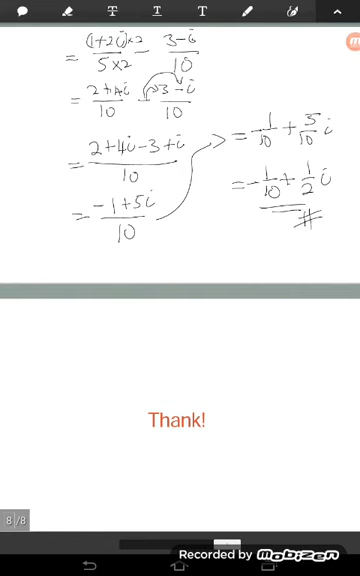 = (1+2i)×2/5×2 - 3-i/10
= 2+4i/10 - 3-i/10
= 2+4i-3+i/10
= -1+5i/10
= -1/10 + 5/10 i
= -1/10 + 1/2 i
#
Thank!
8/8
Recorded by mobizen